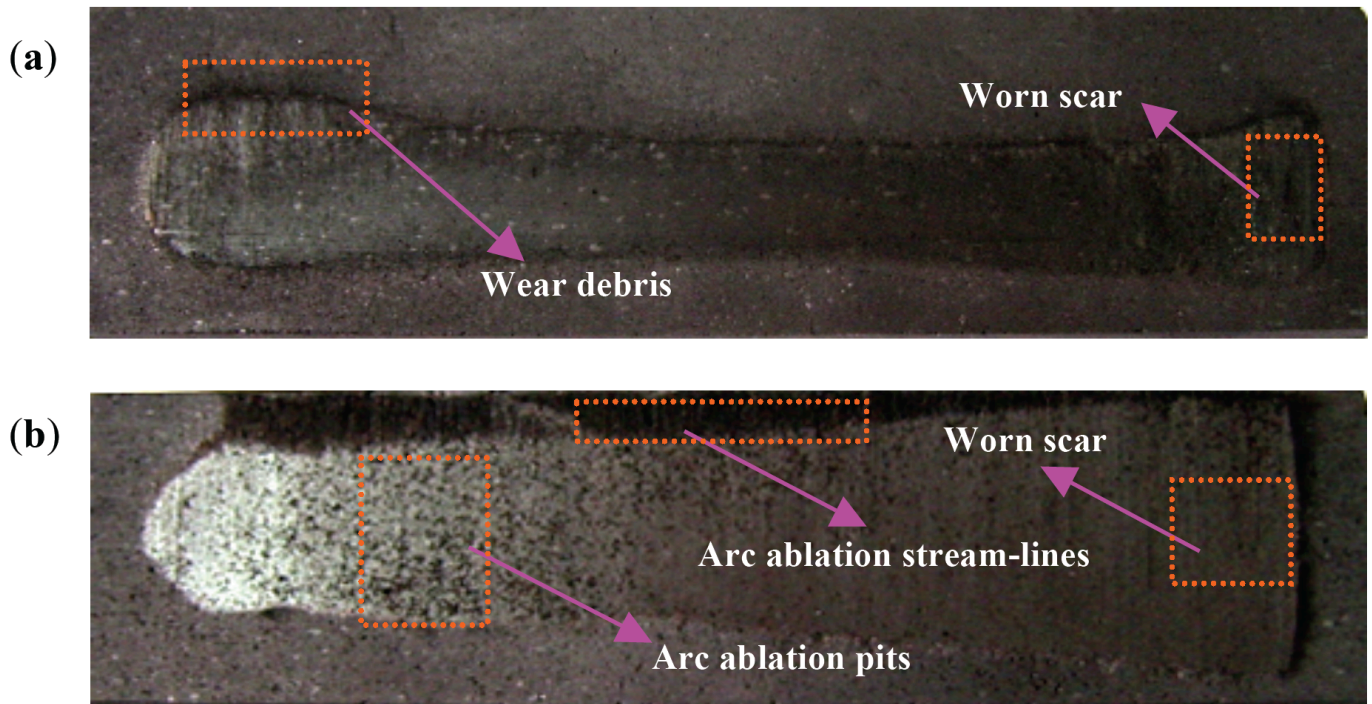 (a)
Worn scar
Wear debris
(b)
Worn scar
Arc ablation stream-lines
Arc ablation pits